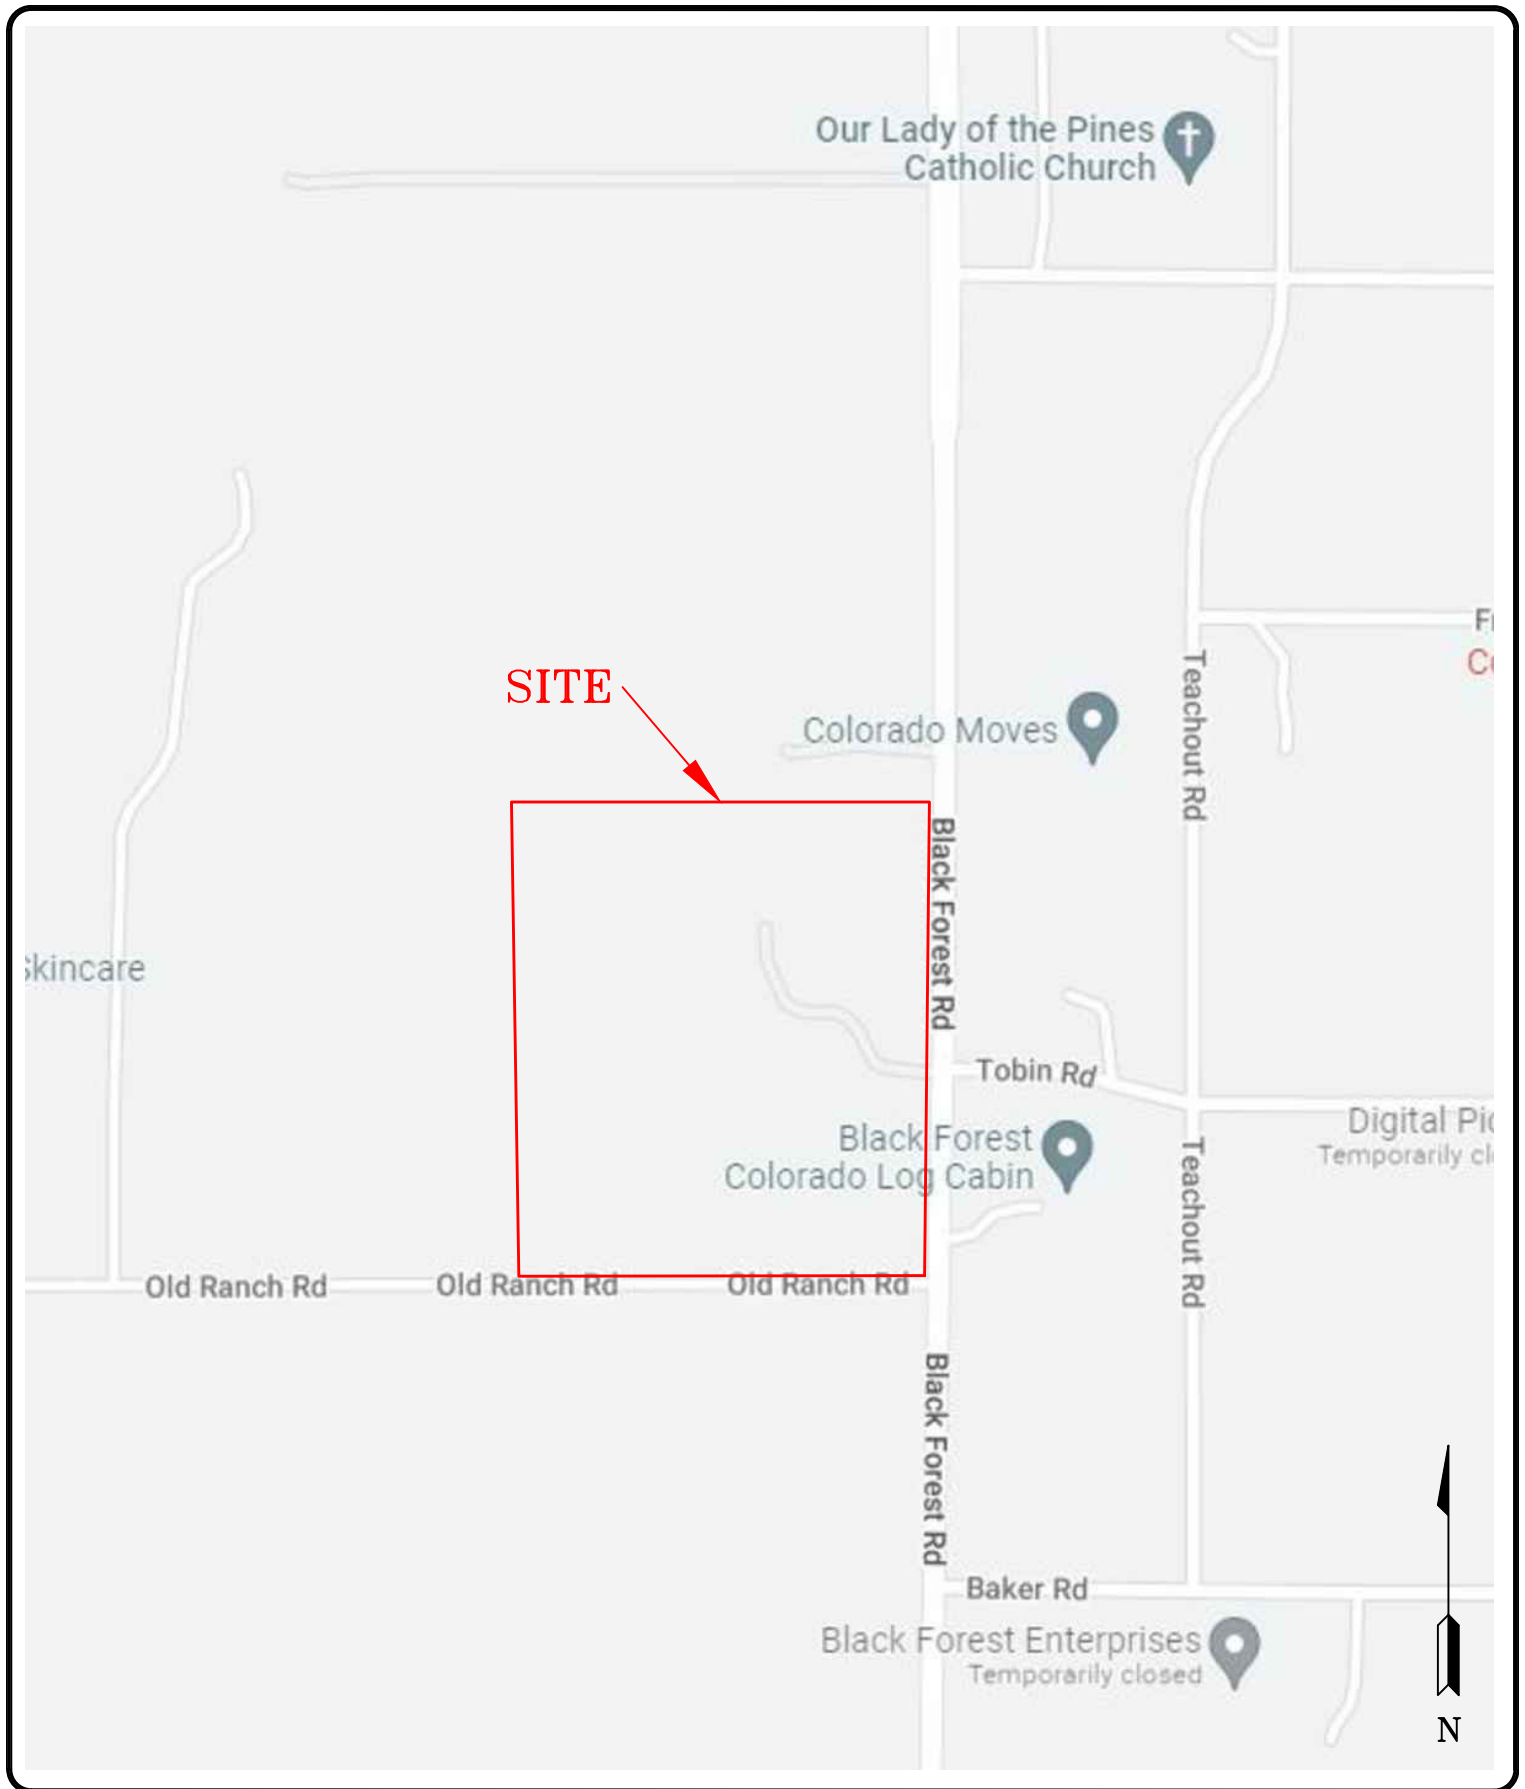 Our Lady of the Pines
Catholic Church
SITE
Colorado Moves
Teachout Rd
Black Forest Rd
Tobin Rd
Black Forest
Colorado Log Cabin
Digital
Temporarily
Teachout Rd
Old Ranch Rd
Old Ranch Rd
Old Ranch Rd
Black Forest Rd
Baker Rd
Black Forest Enterprises
Temporarily closed
N